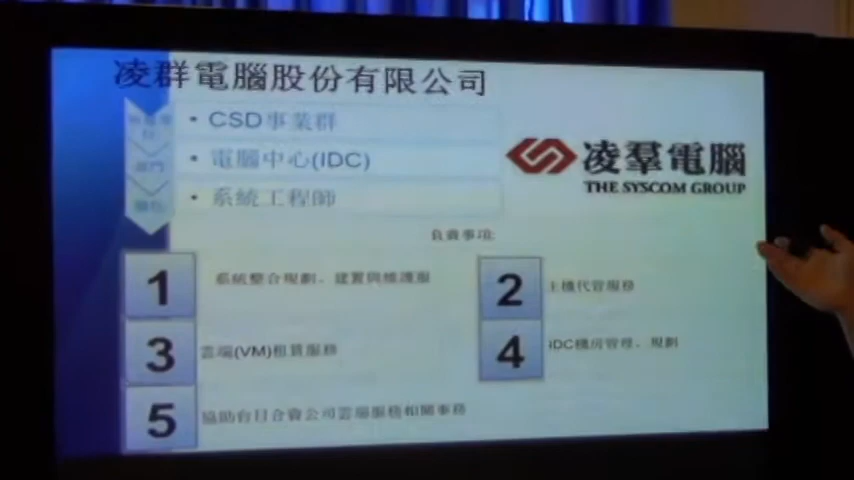 凌群電腦股份有限公司
• CSD事業群
• 電腦中心(IDC)
部門
• 系統工程師
職位
凌羣電腦
THE SYSCOM GROUP
負責事項:
1 系統整合規劃、建置與維護服
2 主機代管服務
3 雲端(VM)租賃服務
4 IDC機房管理、規劃
5 協助台日合資公司雲端服務相關事務